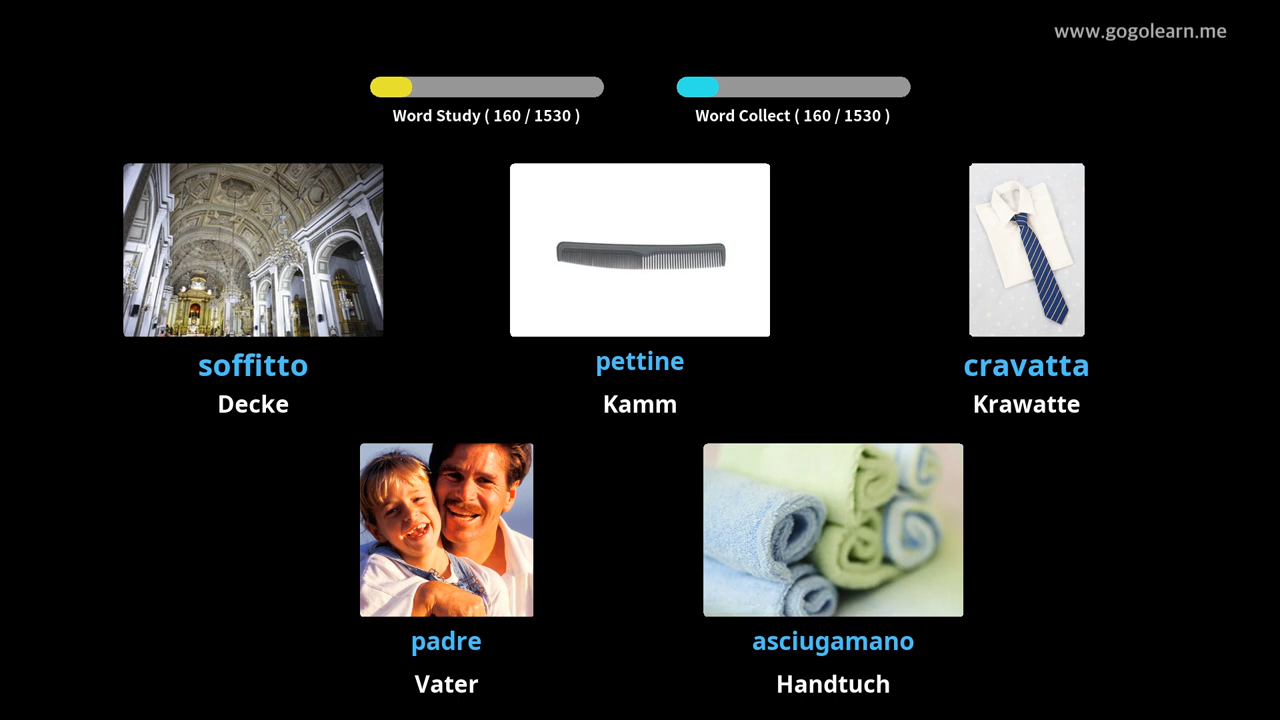 www.gogolearn.me
Word Study ( 160 / 1530 )
Word Collect ( 160 / 1530 )
soffitto
Decke
pettine
Kamm
cravatta
Krawatte
padre
Vater
asciugamano
Handtuch